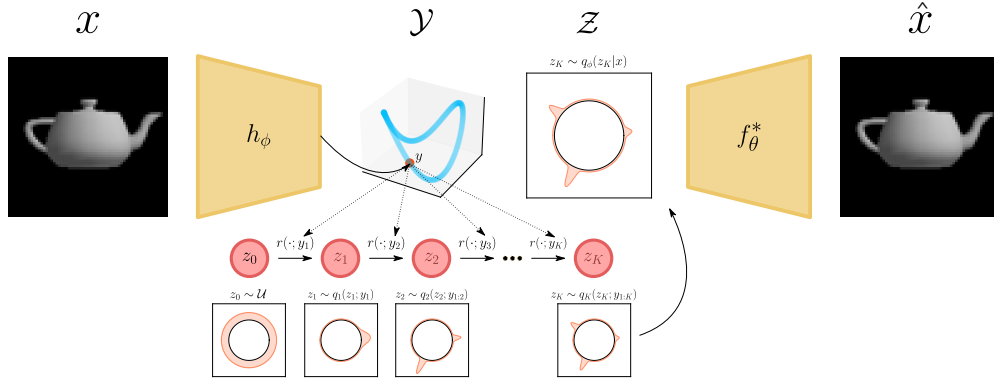 x
𝒴
𝒵
x̂
z_K ∼ q_ϕ(z_K|x)
h_ϕ
f_θ^*
y
r(·; y_1)
r(·; y_2)
r(·; y_3)
r(·; y_K)
z_0
z_1
z_2
•••
z_K
z_0 ∼ 𝒰
z_1 ∼ q_1(z_1; y_1)
z_2 ∼ q_2(z_2; y_{1:2})
z_K ∼ q_K(z_K; y_{1:K})